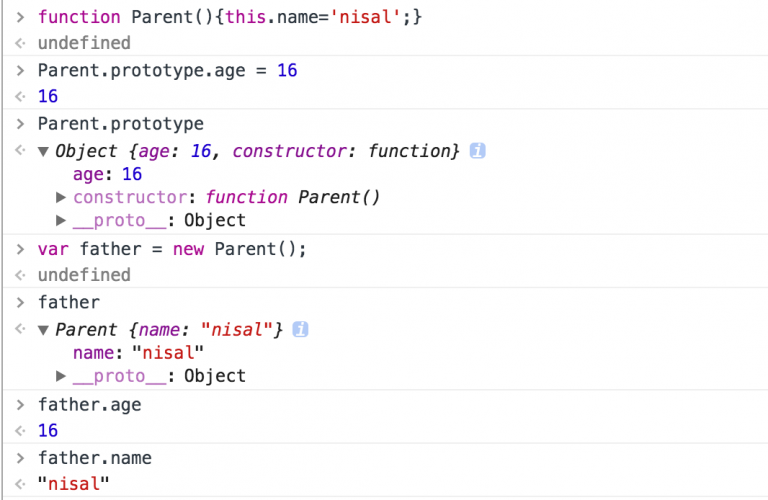 > function Parent(){this.name='nisal';}
< undefined
> Parent.prototype.age = 16
< 16
> Parent.prototype
< ▼ Object {age: 16, constructor: function} i
age: 16
▶ constructor: function Parent()
▶ __proto__: Object
> var father = new Parent();
< undefined
> father
< ▼ Parent {name: "nisal"} i
name: "nisal"
▶ __proto__: Object
> father.age
< 16
> father.name
< "nisal"